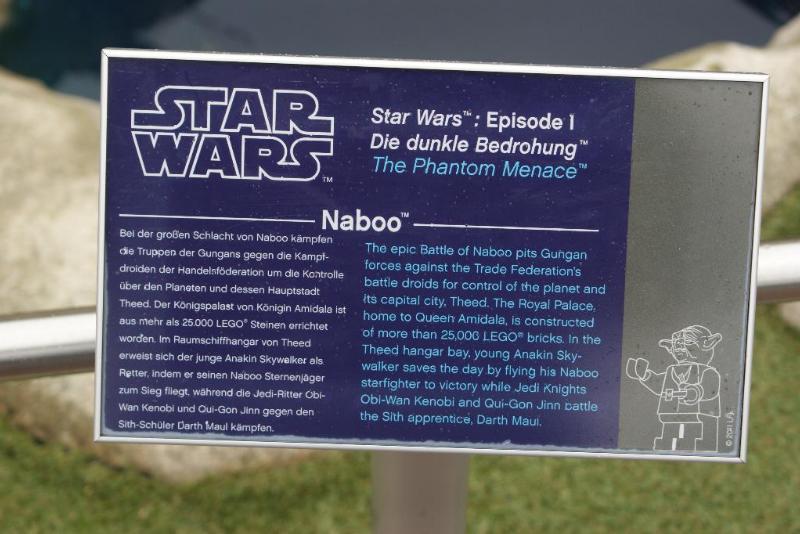 STAR
WARS™
Star Wars™: Episode I
Die dunkle Bedrohung™
The Phantom Menace™
Naboo™
Bei der großen Schlacht von Naboo kämpfen
die Truppen der Gungans gegen die Kampf-
droiden der Handelsföderation um die Kontrolle
über den Planeten und dessen Hauptstadt
Theed. Der Königspalast von Königin Amidala ist
aus mehr als 25.000 LEGO® Steinen errichtet
worden. Im Raumschiffhangar von Theed
erweist sich der junge Anakin Skywalker als
Retter, indem er seinen Naboo Sternenjäger
zum Sieg fliegt, während die Jedi-Ritter Obi-
Wan Kenobi und Qui-Gon Jinn gegen den
Sith-Schüler Darth Maul kämpfen.
The epic Battle of Naboo pits Gungan
forces against the Trade Federation's
battle droids for control of the planet and
its capital city, Theed. The Royal Palace,
home to Queen Amidala, is constructed
of more than 25,000 LEGO® bricks. In the
Theed hangar bay, young Anakin Sky-
walker saves the day by flying his Naboo
starfighter to victory while Jedi Knights
Obi-Wan Kenobi and Qui-Gon Jinn battle
the Sith apprentice, Darth Maul.